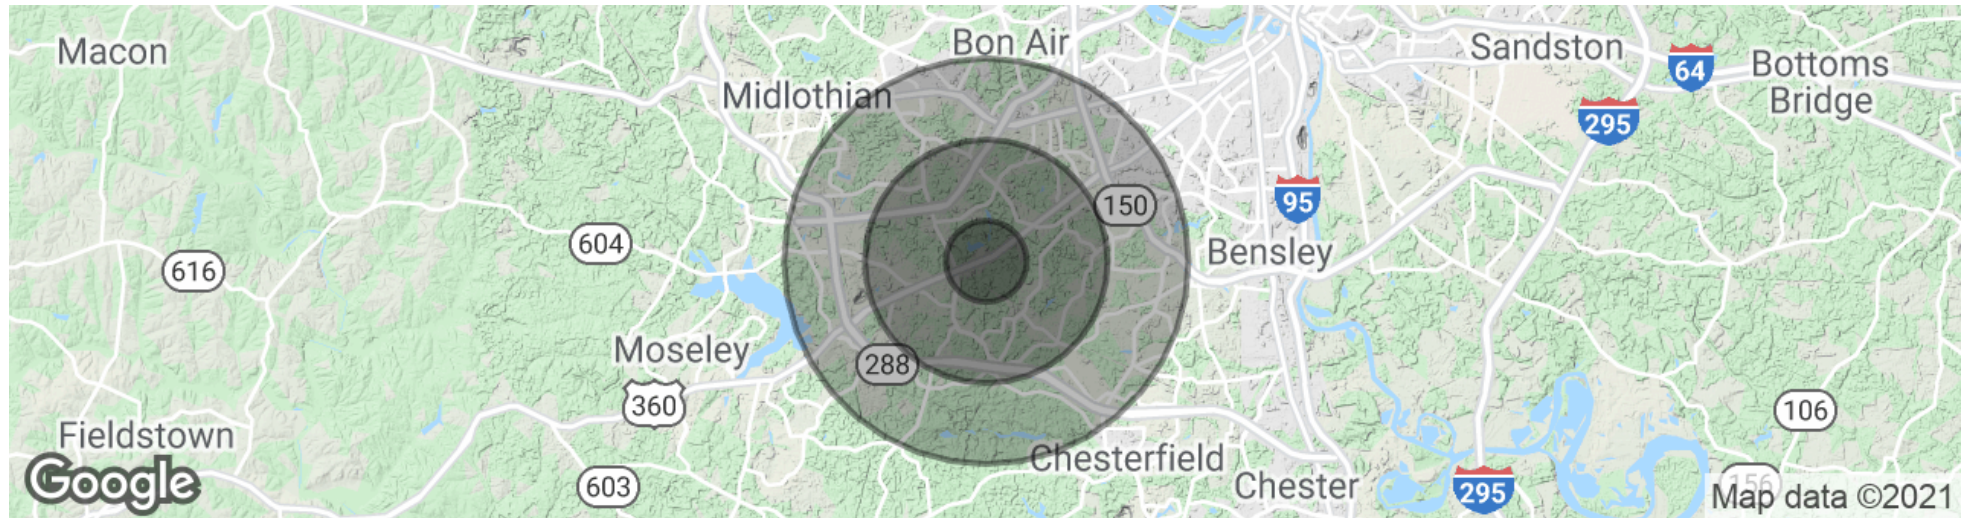 Macon
Bon Air
Sandston
64
Bottoms
Bridge
Midlothian
295
150
95
604
616
Bensley
Moseley
288
360
106
Fieldstown
Chesterfield
Chester
603
295
156
Google
Map data ©2021